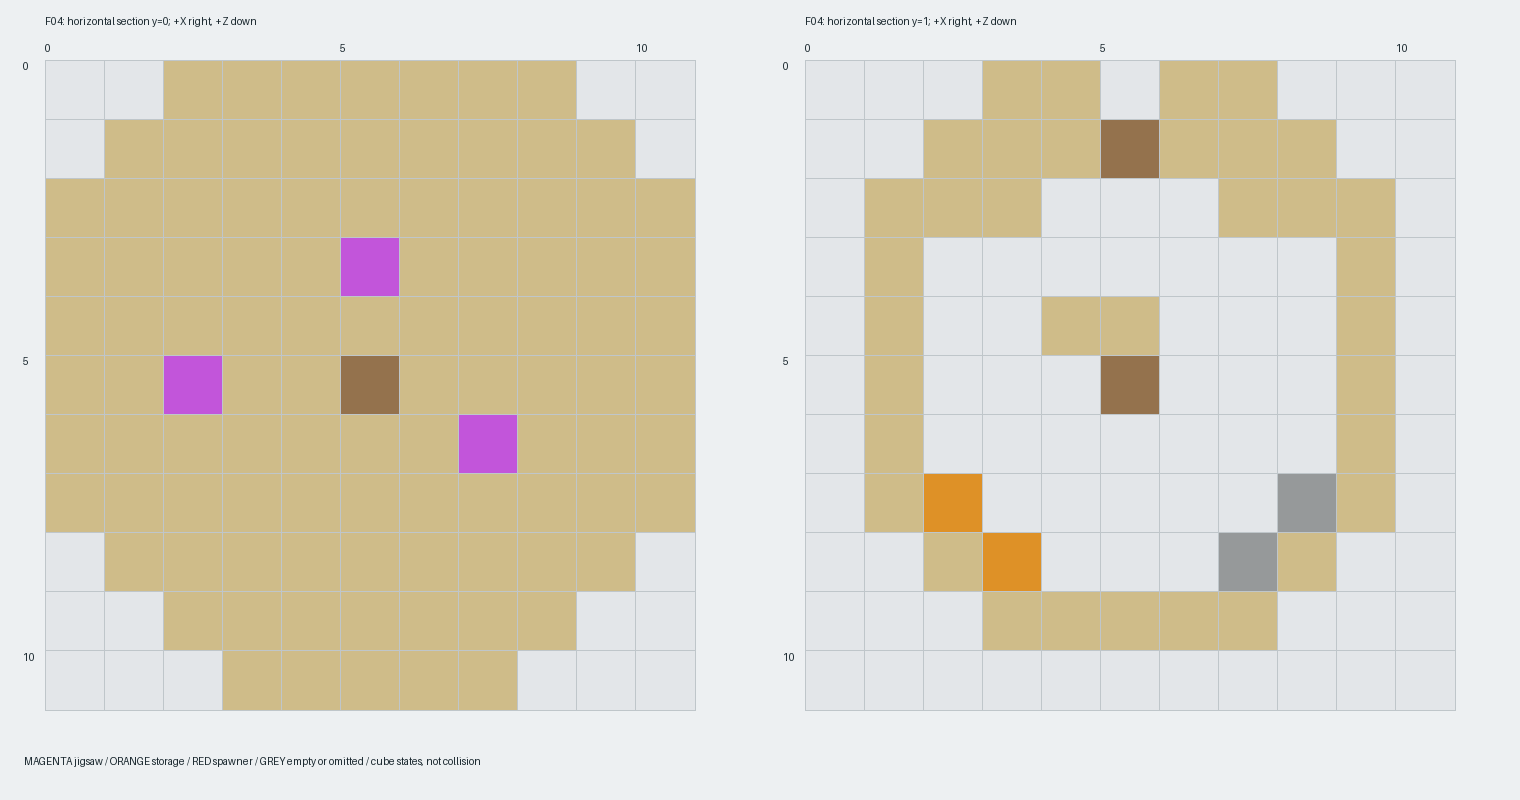 F04: horizontal section y=0; +X right, +Z down
F04: horizontal section y=1; +X right, +Z down
0 5 10
0 5 10
0
0
5
5
10
10
MAGENTA jigsaw / ORANGE storage / RED spawner / GREY empty or omitted / cube states, not collision